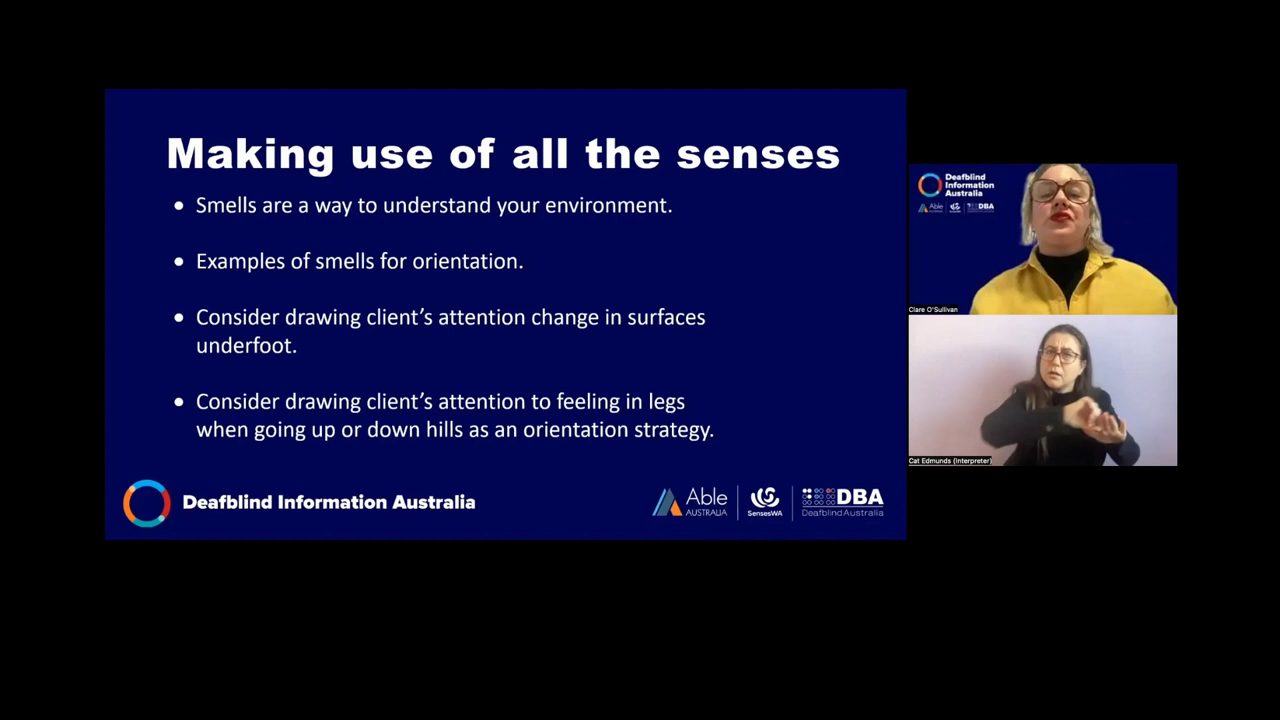 Making use of all the senses
• Smells are a way to understand your environment.
• Examples of smells for orientation.
• Consider drawing client’s attention change in surfaces
underfoot.
• Consider drawing client’s attention to feeling in legs
when going up or down hills as an orientation strategy.
Deafblind Information Australia
Able
AUSTRALIA
SensesWA
DBA
DeafblindAustralia
Deafblind
Information
Australia
Able
DBA
Clare O'Sullivan
Cat Edmunds (Interpreter)